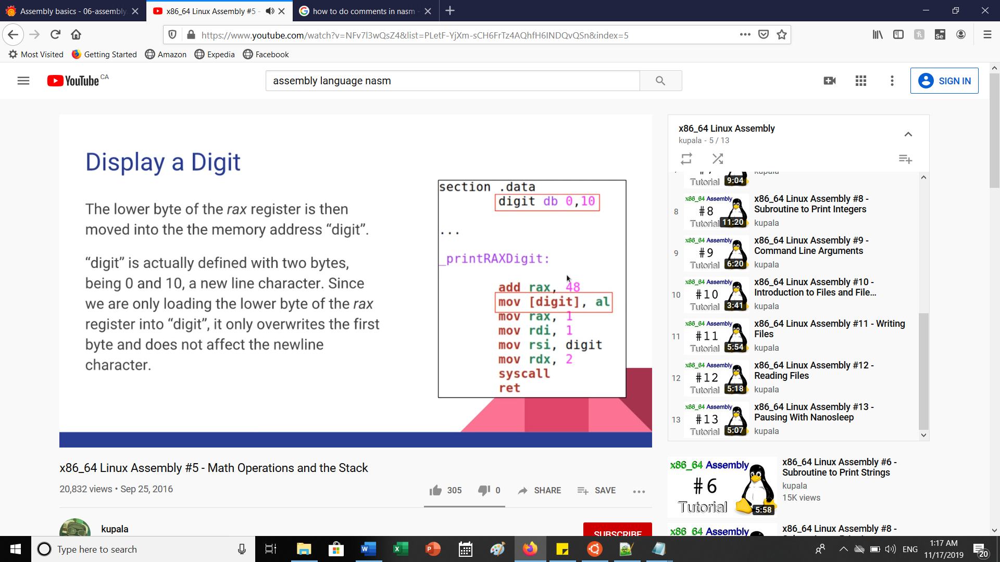 Assembly basics - 06-assembly
x86_64 Linux Assembly #5 -
how to do comments in nasm -
https://www.youtube.com/watch?v=NFv7l3wQsZ4&list=PLetF-YjXm-sCH6FrTz4AQhfH6INDQvQSn&index=5
Most Visited
Getting Started
Amazon
Expedia
Facebook
YouTube CA
assembly language nasm
SIGN IN
Display a Digit
The lower byte of the rax register is then
moved into the the memory address “digit”.
“digit” is actually defined with two bytes,
being 0 and 10, a new line character. Since
we are only loading the lower byte of the rax
register into “digit”, it only overwrites the first
byte and does not affect the newline
character.
section .data
digit db 0,10
...
_printRAXDigit:
add rax, 48
mov [digit], al
mov rax, 1
mov rdi, 1
mov rsi, digit
mov rdx, 2
syscall
ret
x86_64 Linux Assembly #5 - Math Operations and the Stack
20,832 views • Sep 25, 2016
305
0
SHARE
SAVE
kupala
SUBSCRIBE
x86_64 Linux Assembly
kupala - 5 / 13
Tutorial
9:04
kupala
8
x86_64 Assembly
#8
Tutorial
11:20
x86_64 Linux Assembly #8 -
Subroutine to Print Integers
kupala
9
x86_64 Assembly
#9
Tutorial
6:20
x86_64 Linux Assembly #9 -
Command Line Arguments
kupala
10
x86_64 Assembly
#10
Tutorial
3:41
x86_64 Linux Assembly #10 -
Introduction to Files and File...
kupala
11
x86_64 Assembly
#11
Tutorial
5:54
x86_64 Linux Assembly #11 - Writing
Files
kupala
12
x86_64 Assembly
#12
Tutorial
5:18
x86_64 Linux Assembly #12 -
Reading Files
kupala
13
x86_64 Assembly
#13
Tutorial
5:07
x86_64 Linux Assembly #13 -
Pausing With Nanosleep
kupala
x86_64 Assembly
#6
Tutorial
5:58
x86_64 Linux Assembly #6 -
Subroutine to Print Strings
kupala
15K views
x86_64 Assembly
x86_64 Linux Assembly #8 -
Type here to search
ENG
1:17 AM
11/17/2019
20